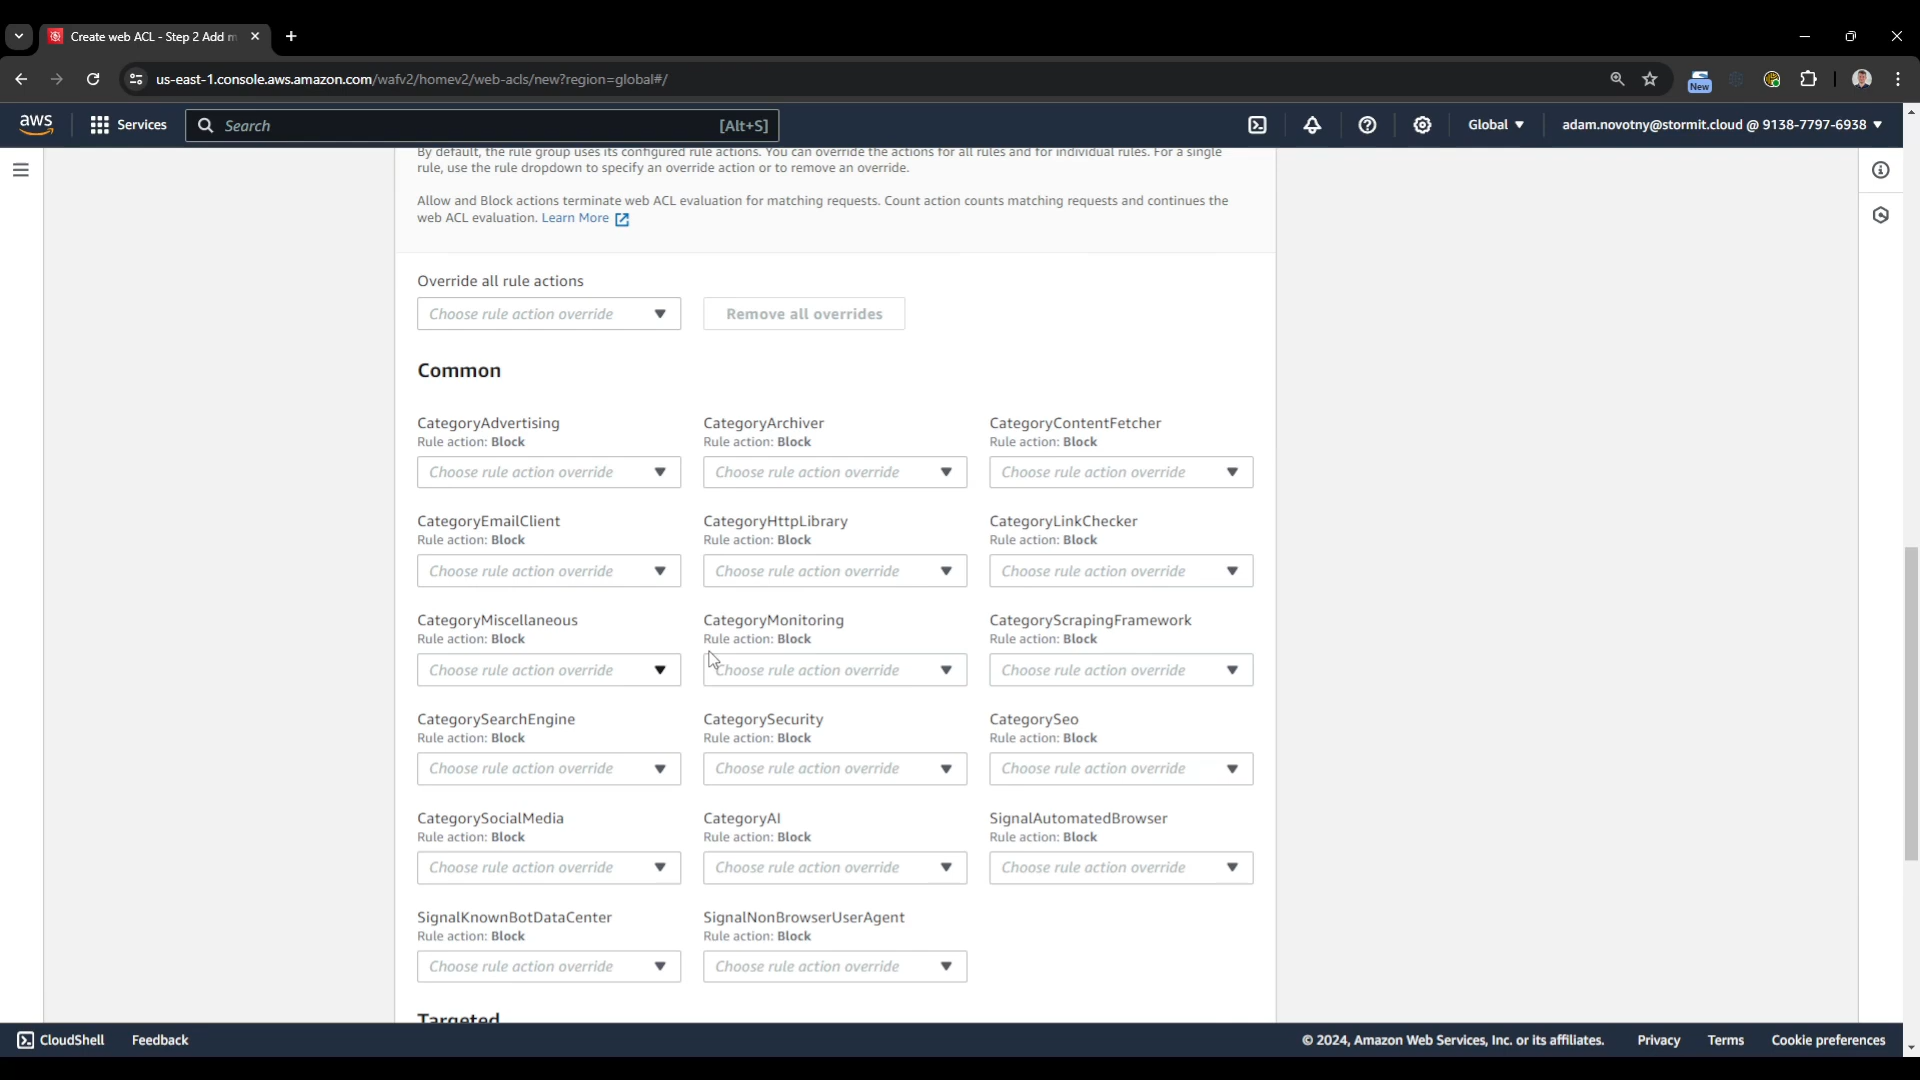 Create web ACL - Step 2 Add m
us-east-1.console.aws.amazon.com/wafv2/homev2/web-acls/new?region=global#/
New
aws Services Search [Alt+S] Global adam.novotny@stormit.cloud @ 9138-7797-6938
By default, the rule group uses its configured rule actions. You can override the actions for all rules and for individual rules. For a single
rule, use the rule dropdown to specify an override action or to remove an override.
Allow and Block actions terminate web ACL evaluation for matching requests. Count action counts matching requests and continues the
web ACL evaluation. Learn More
Override all rule actions
Choose rule action override Remove all overrides
Common
CategoryAdvertising CategoryArchiver CategoryContentFetcher
Rule action: Block Rule action: Block Rule action: Block
Choose rule action override Choose rule action override Choose rule action override
CategoryEmailClient CategoryHttpLibrary CategoryLinkChecker
Rule action: Block Rule action: Block Rule action: Block
Choose rule action override Choose rule action override Choose rule action override
CategoryMiscellaneous CategoryMonitoring CategoryScrapingFramework
Rule action: Block Rule action: Block Rule action: Block
Choose rule action override Choose rule action override Choose rule action override
CategorySearchEngine CategorySecurity CategorySeo
Rule action: Block Rule action: Block Rule action: Block
Choose rule action override Choose rule action override Choose rule action override
CategorySocialMedia CategoryAI SignalAutomatedBrowser
Rule action: Block Rule action: Block Rule action: Block
Choose rule action override Choose rule action override Choose rule action override
SignalKnownBotDataCenter SignalNonBrowserUserAgent
Rule action: Block Rule action: Block
Choose rule action override Choose rule action override
Targeted
CloudShell Feedback © 2024, Amazon Web Services, Inc. or its affiliates. Privacy Terms Cookie preferences